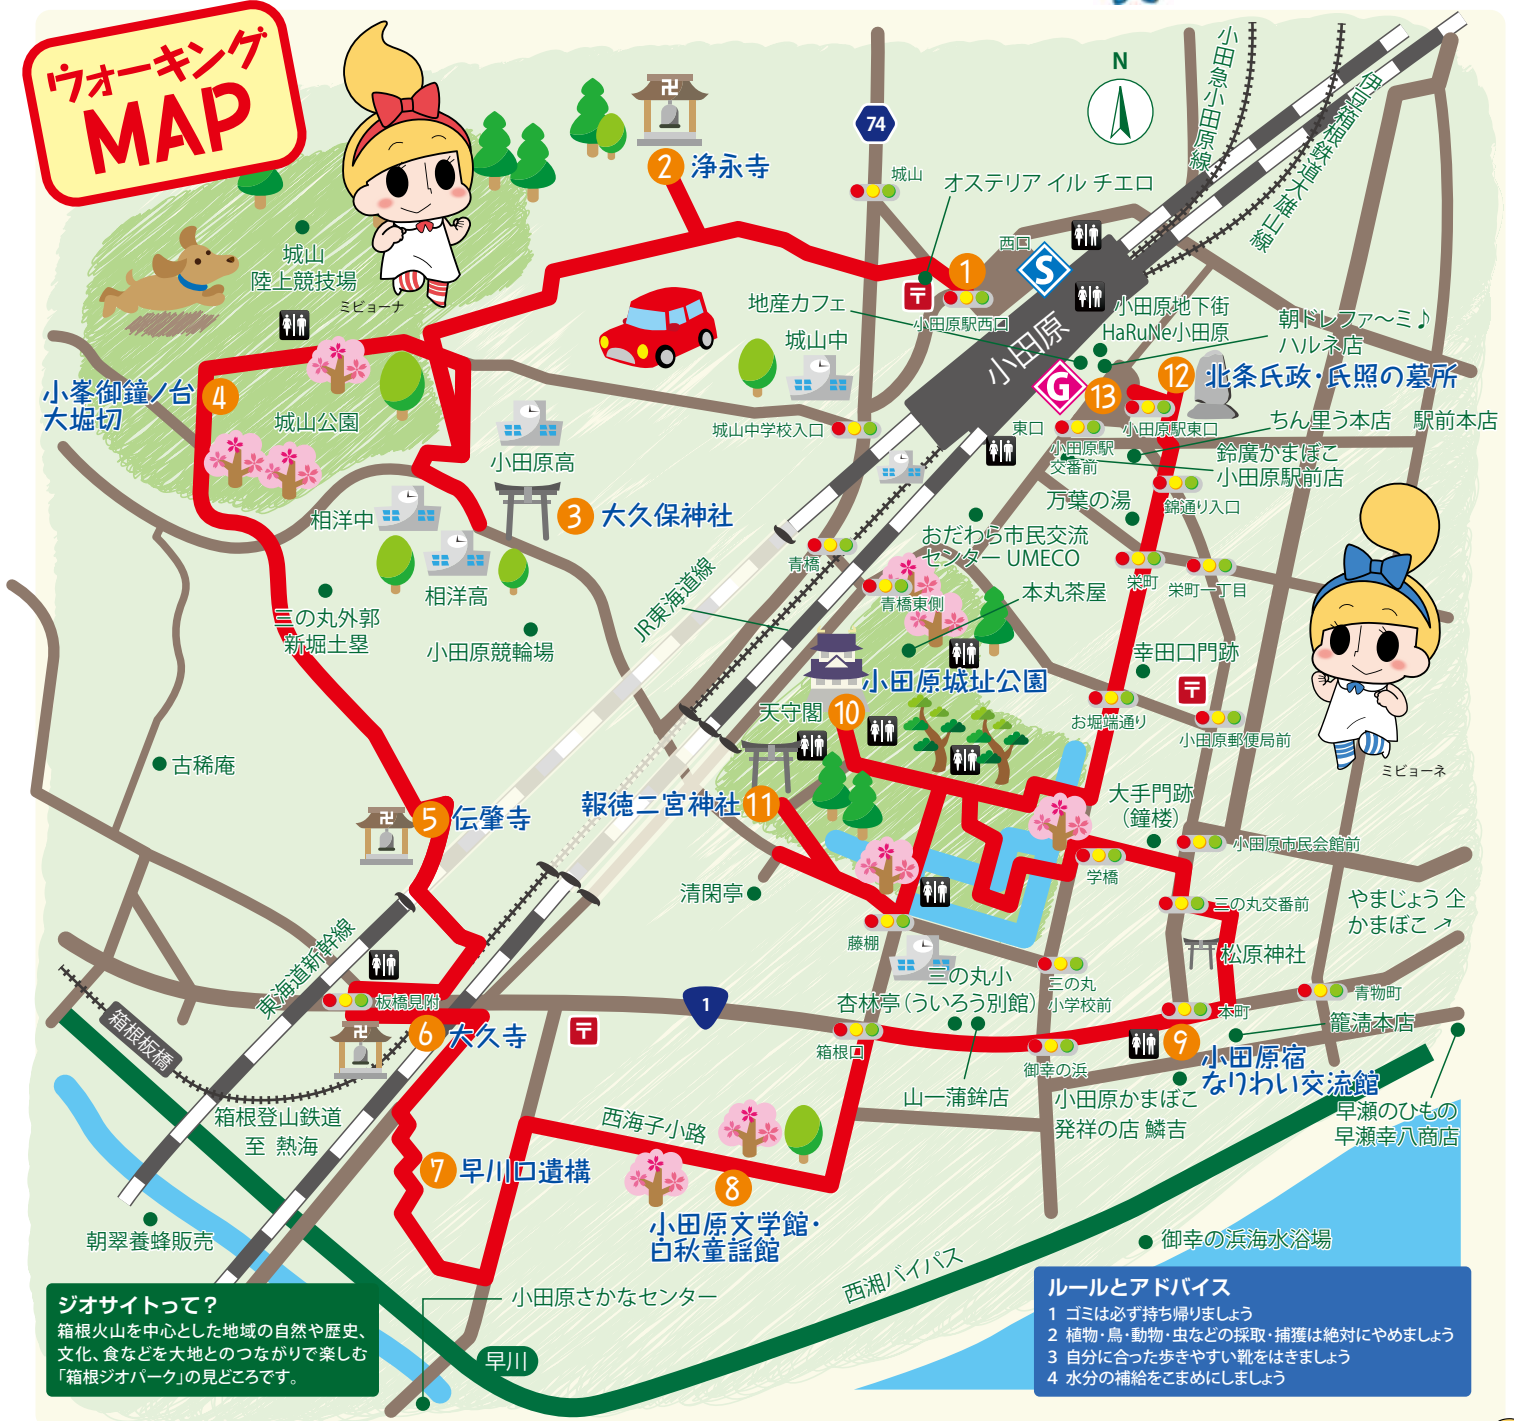 ウォーキング
MAP
N
小田急小田原線
伊豆箱根鉄道大雄山線
74
城山
オステリア イル チエロ
2 浄永寺
西口
S
1
城山
陸上競技場
ミビョーナ
地産カフェ
小田原駅西口
小田原地下街
HaRuNe小田原
朝ドレファ〜ミ♪
ハルネ店
小田原
城山中
G
13
12 北条氏政・氏照の墓所
小峯御鐘ノ台
大堀切
4
城山公園
城山中学校入口
東口
小田原駅
交番前
小田原駅東口
ちん里う本店
駅前本店
鈴廣かまぼこ
小田原駅前店
小田原高
3 大久保神社
相洋中
万葉の湯
錦通り入口
おだわら市民交流
センター UMECO
青橋
栄町
栄町一丁目
相洋高
JR東海道線
青橋東側
本丸茶屋
三の丸外郭
新堀土塁
小田原競輪場
小田原城址公園
幸田口門跡
天守閣
10
お堀端通り
小田原郵便局前
ミビョーネ
古稀庵
5 伝肇寺
報徳二宮神社 11
大手門跡
（鐘楼）
小田原市民会館前
学橋
清閑亭
三の丸交番前
やまじょう 仝
かまぼこ↗
東海道新幹線
藤棚
松原神社
三の丸小
三の丸
小学校前
板橋見附
1
杏林亭（ういろう別館）
青物町
本町
籠清本店
箱根板橋
6 大久寺
箱根口
御幸の浜
9 小田原宿
なりわい交流館
箱根登山鉄道
至 熱海
西海子小路
山一蒲鉾店
小田原かまぼこ
発祥の店 鱗吉
早瀬のひもの
早瀬幸八商店
7 早川口遺構
8
小田原文学館・
白秋童謡館
朝翠養蜂販売
御幸の浜海水浴場
西湘バイパス
小田原さかなセンター
早川
ジオサイトって？
箱根火山を中心とした地域の自然や歴史、
文化、食などを大地とのつながりで楽しむ
「箱根ジオパーク」の見どころです。
ルールとアドバイス
1 ゴミは必ず持ち帰りましょう
2 植物・鳥・動物・虫などの採取・捕獲は絶対にやめましょう
3 自分に合った歩きやすい靴をはきましょう
4 水分の補給をこまめにしましょう